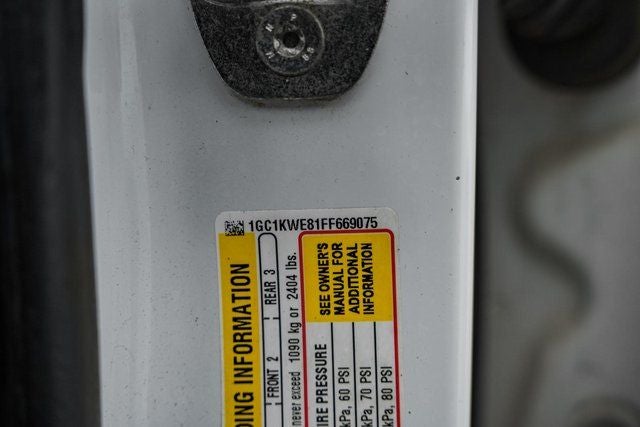 1GC1KWE81FF669075
DING INFORMATION
FRONT 2 REAR 3
never exceed 1090 kg or 2404 lbs.
SEE OWNER'S
MANUAL FOR
ADDITIONAL
INFORMATION
IRE PRESSURE
kPa, 60 PSI
kPa, 70 PSI
kPa, 80 PSI